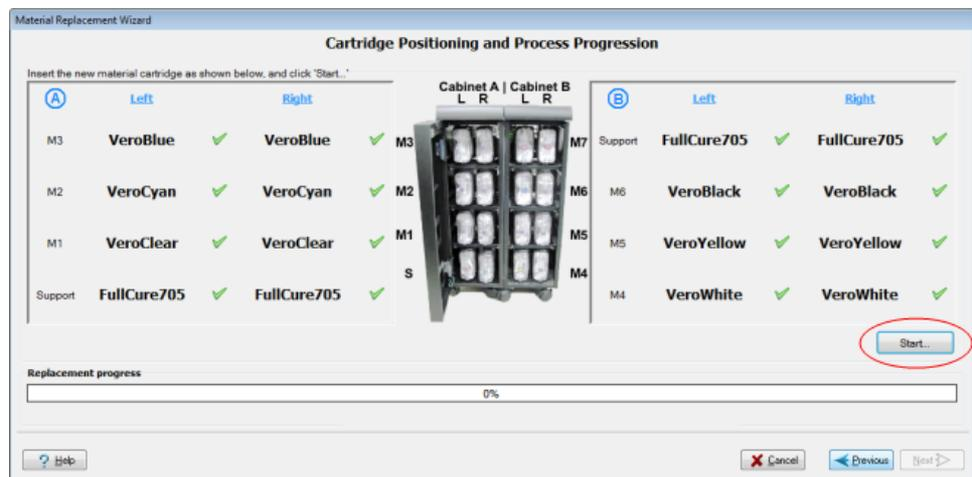 Material Replacement Wizard
Cartridge Positioning and Process Progression
Insert the new material cartridge as shown below, and click 'Start...'
A Left Right
M3 VeroBlue VeroBlue
M2 VeroCyan VeroCyan
M1 VeroClear VeroClear
Support FullCure705 FullCure705
Cabinet A | Cabinet B
L R L R
M3 M7
M2 M6
M1 M5
S M4
B Left Right
Support FullCure705 FullCure705
M6 VeroBlack VeroBlack
M5 VeroYellow VeroYellow
M4 VeroWhite VeroWhite
Start...
Replacement progress
0%
? Help Cancel Previous Next